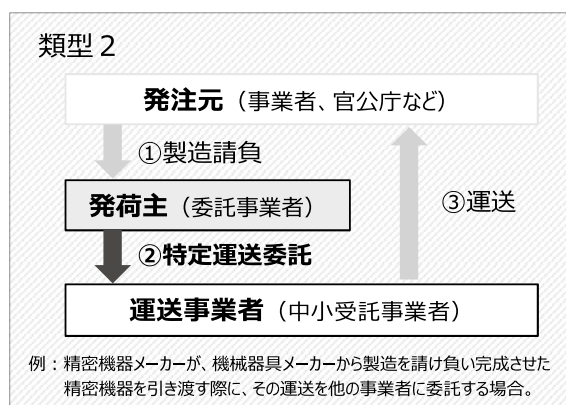 類型２
発注元（事業者、官公庁など）
①製造請負
発荷主（委託事業者）
③運送
②特定運送委託
運送事業者（中小受託事業者）
例：精密機器メーカーが、機械器具メーカーから製造を請け負い完成させた
精密機器を引き渡す際に、その運送を他の事業者に委託する場合。